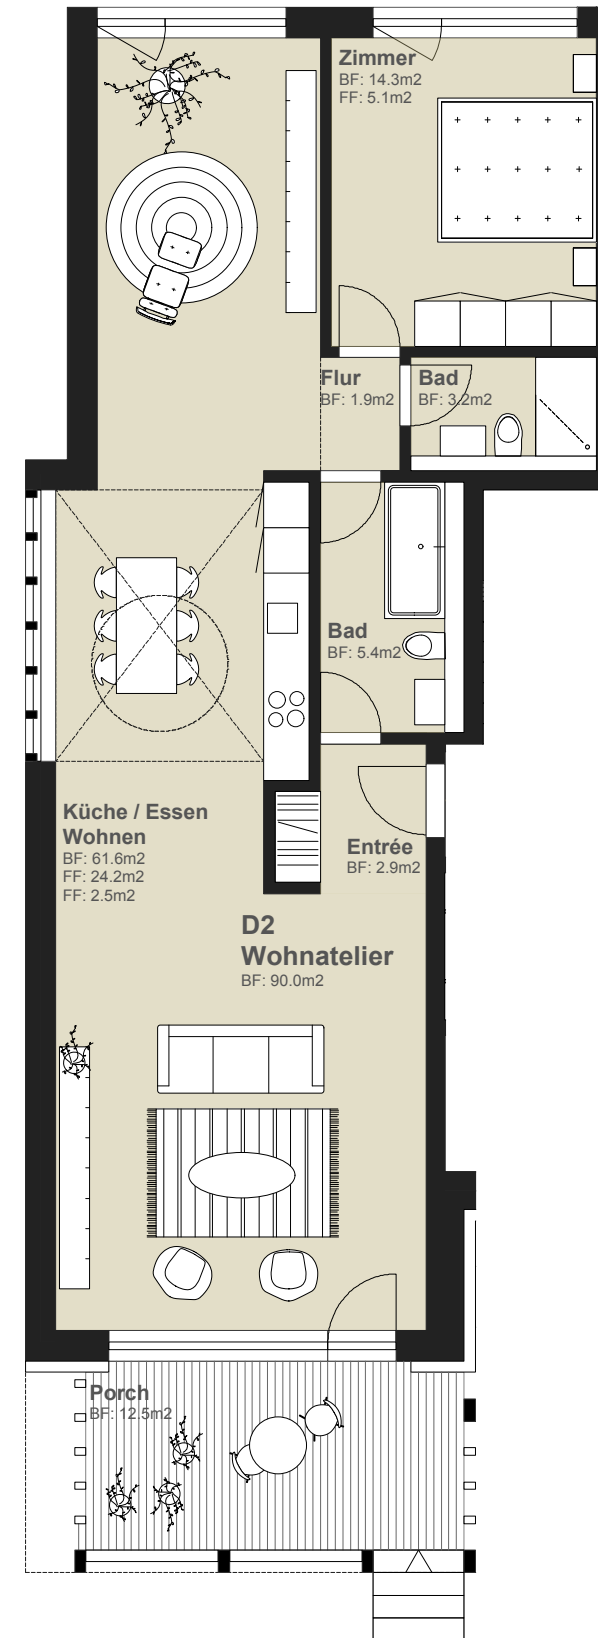 Zimmer
BF: 14.3m2
FF: 5.1m2
Flur
BF: 1.9m2
Bad
BF: 3.2m2
Bad
BF: 5.4m2
Küche / Essen
Wohnen
BF: 61.6m2
FF: 24.2m2
FF: 2.5m2
Entrée
BF: 2.9m2
D2
Wohnatelier
BF: 90.0m2
Porch
BF: 12.5m2